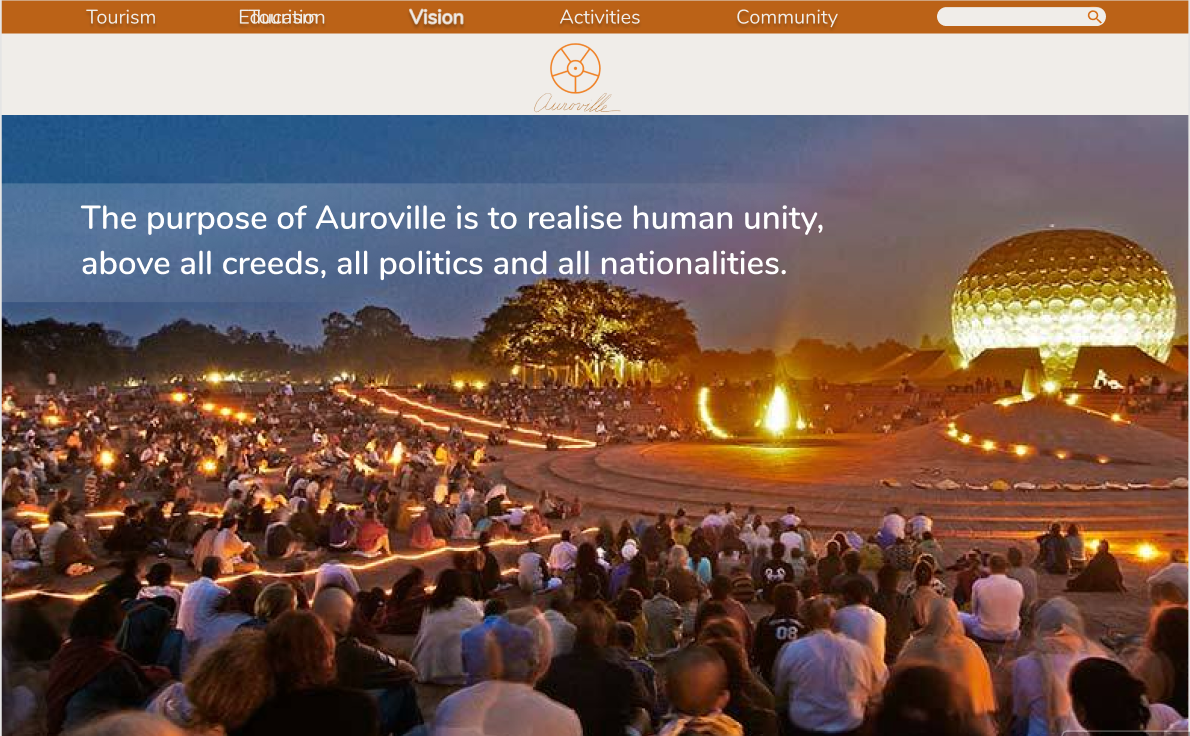 Tourism Education Tourism Vision Activities Community
Auroville
The purpose of Auroville is to realise human unity,
above all creeds, all politics and all nationalities.
08